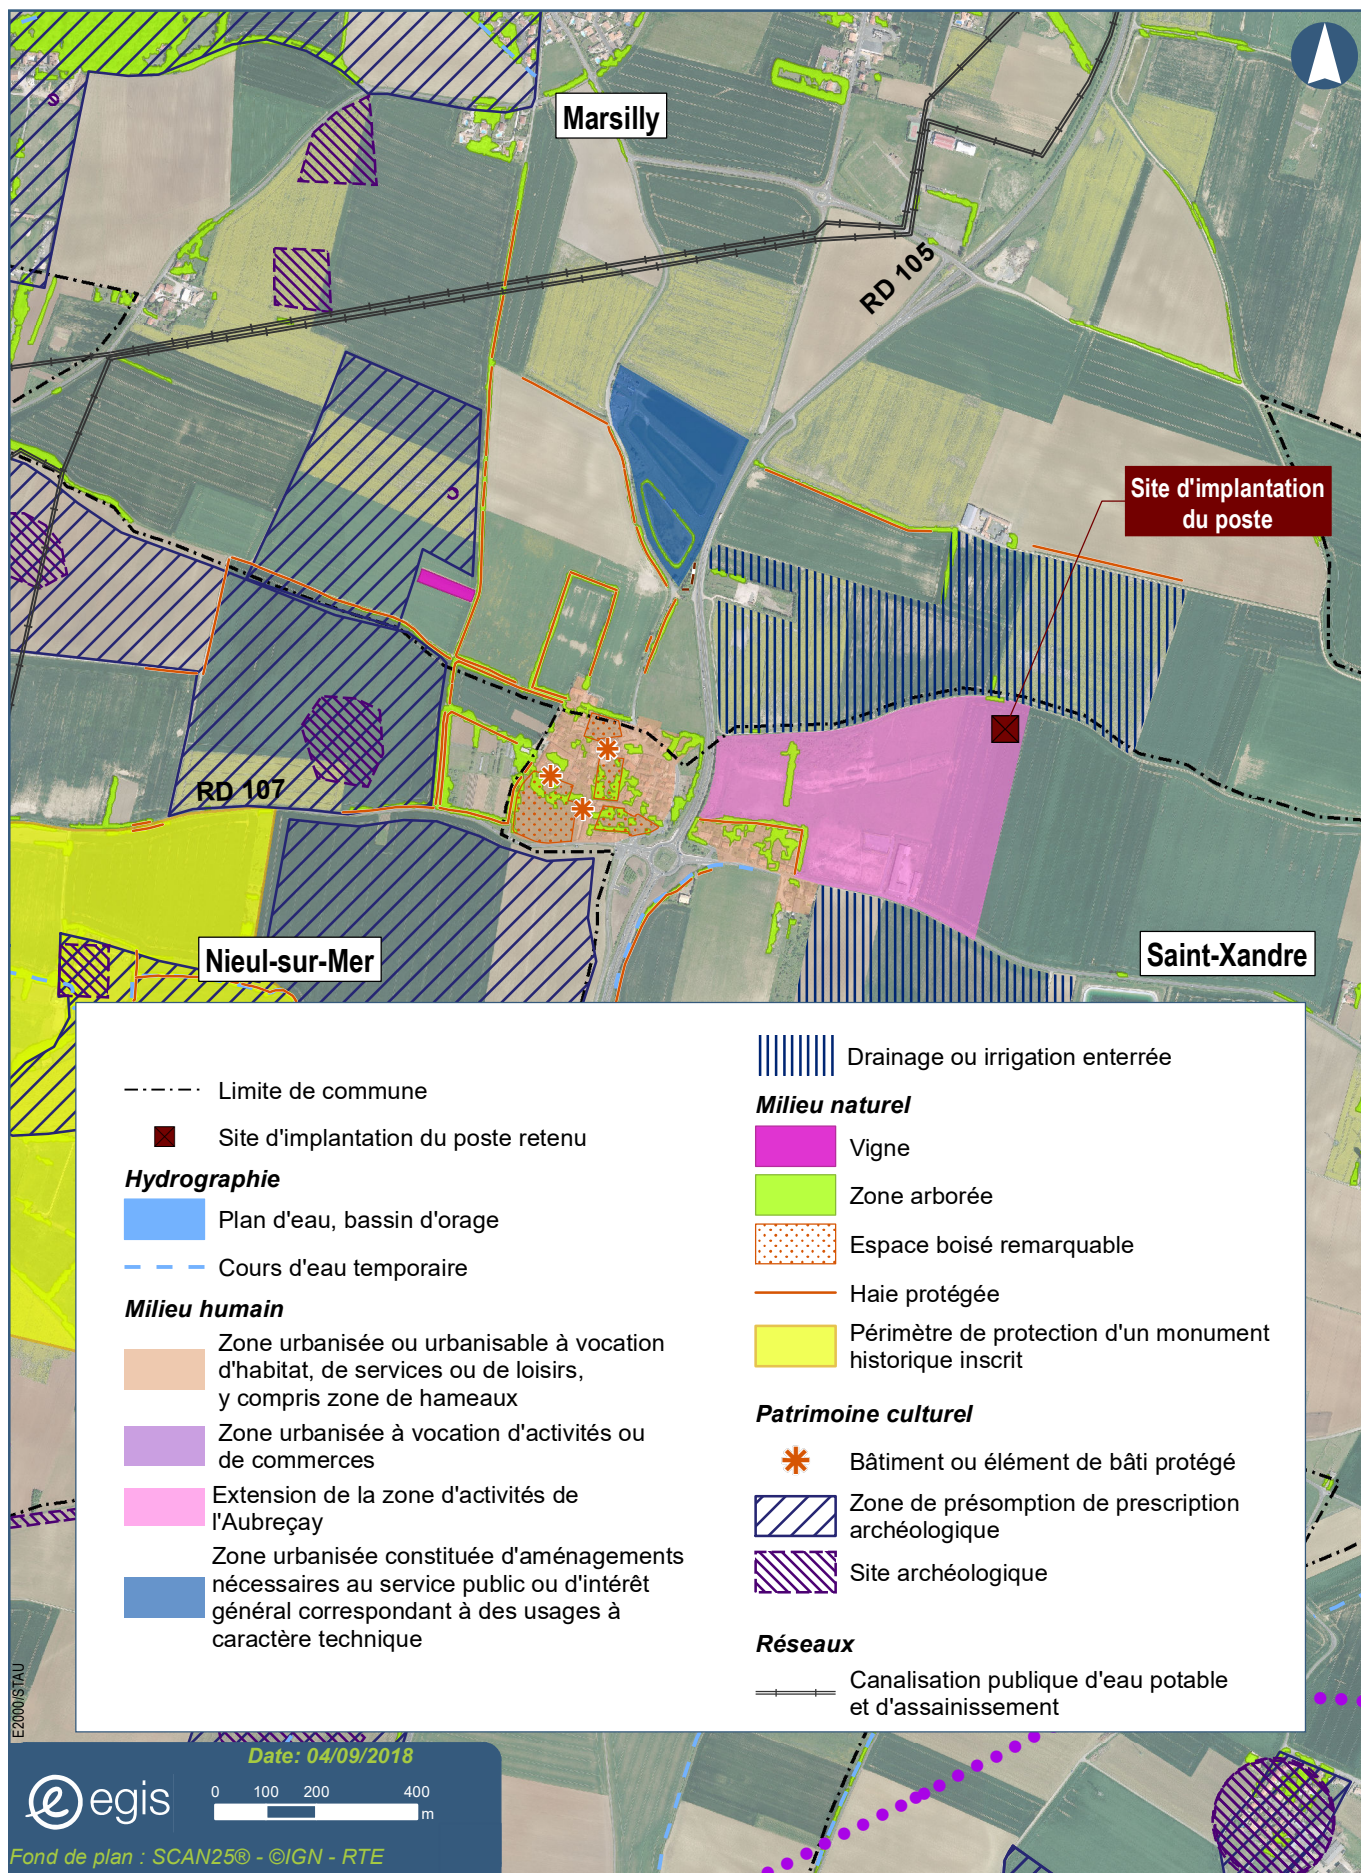 Marsilly
RD 105
Site d'implantation
du poste
RD 107
Nieul-sur-Mer
Saint-Xandre
Limite de commune
Site d'implantation du poste retenu
Hydrographie
Plan d'eau, bassin d'orage
Cours d'eau temporaire
Milieu humain
Zone urbanisée ou urbanisable à vocation
d'habitat, de services ou de loisirs,
y compris zone de hameaux
Zone urbanisée à vocation d'activités ou
de commerces
Extension de la zone d'activités de
l'Aubreçay
Zone urbanisée constituée d'aménagements
nécessaires au service public ou d'intérêt
général correspondant à des usages à
caractère technique
Drainage ou irrigation enterrée
Milieu naturel
Vigne
Zone arborée
Espace boisé remarquable
Haie protégée
Périmètre de protection d'un monument
historique inscrit
Patrimoine culturel
Bâtiment ou élément de bâti protégé
Zone de présomption de prescription
archéologique
Site archéologique
Réseaux
Canalisation publique d'eau potable
et d'assainissement
E2000/STAU
Date: 04/09/2018
egis
0 100 200 400
m
Fond de plan : SCAN25® - ©IGN - RTE